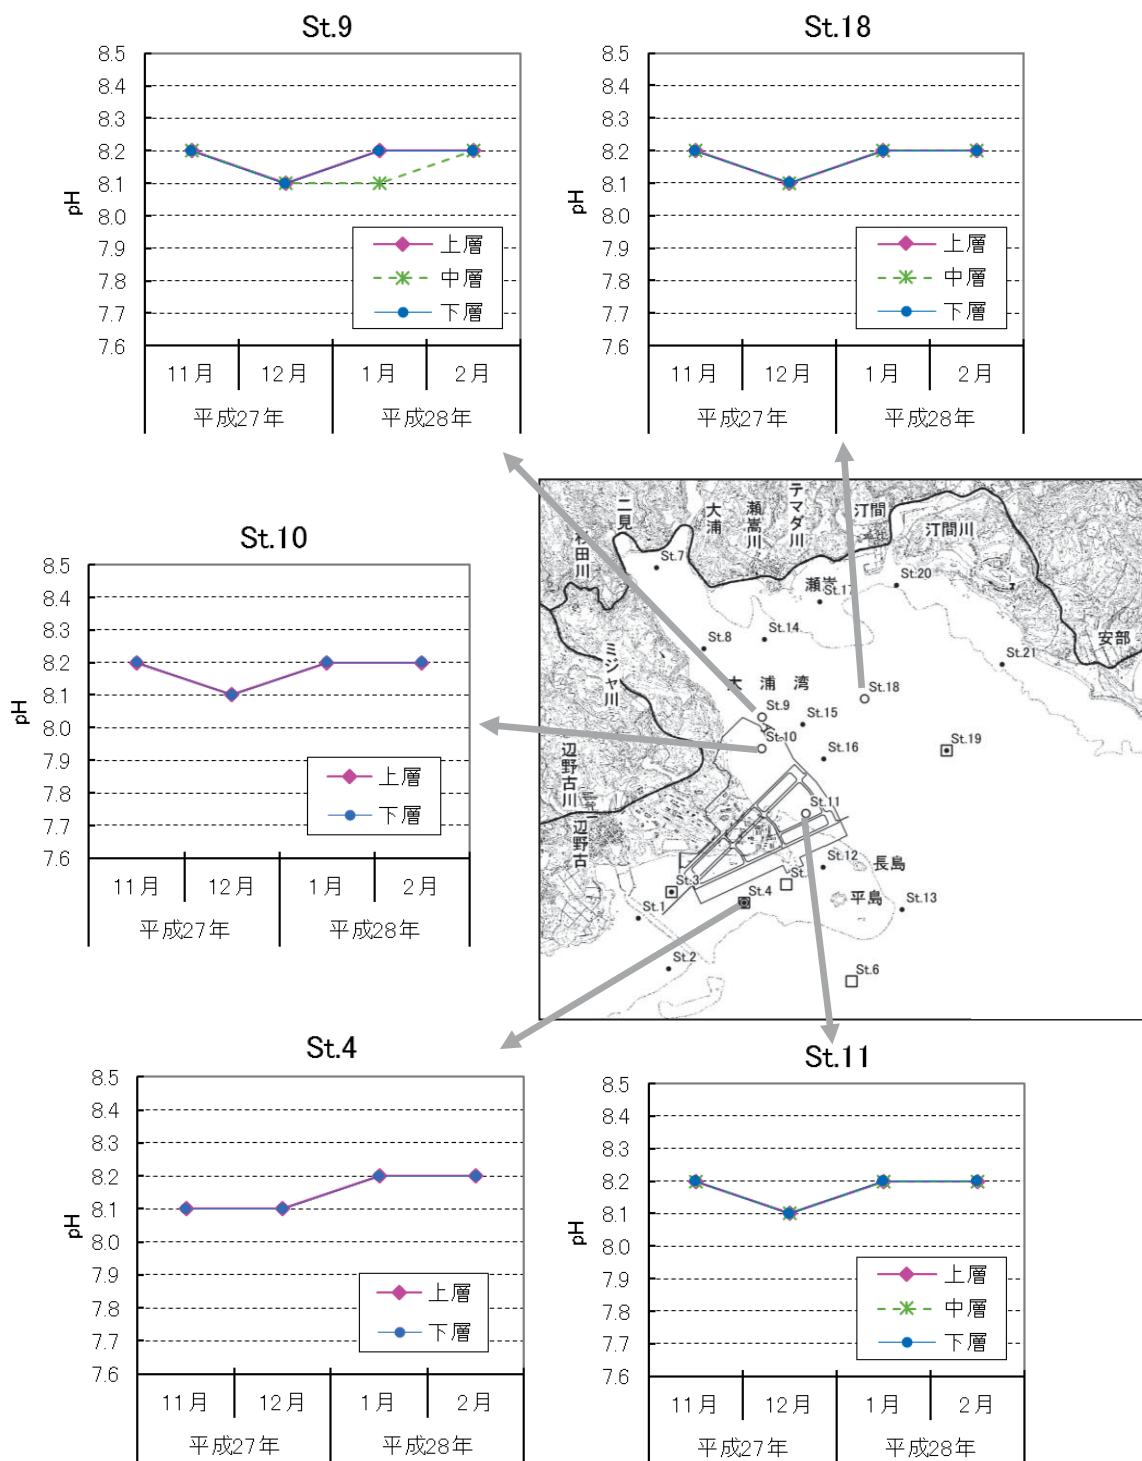 St.9
8.5
8.4
8.3
8.2
8.1
8.0
7.9
7.8
7.7
7.6
pH
上層
中層
下層
11月 12月 1月 2月
平成27年 平成28年
St.18
8.5
8.4
8.3
8.2
8.1
8.0
7.9
7.8
7.7
7.6
pH
上層
中層
下層
11月 12月 1月 2月
平成27年 平成28年
St.10
8.5
8.4
8.3
8.2
8.1
8.0
7.9
7.8
7.7
7.6
pH
上層
下層
11月 12月 1月 2月
平成27年 平成28年
二見
大浦
瀬嵩川
テマダ川
汀間
汀間川
田川
St.7
瀬嵩
St.17
St.20
安部
St.8
St.14
St.21
ミジャ川
大浦湾
St.18
St.9
St.15
St.10
St.16
St.19
辺野古川
St.11
辺野古
St.12
長島
St.3
St.
St.4
平島
St.13
St.1
St.2
St.6
St.4
8.5
8.4
8.3
8.2
8.1
8.0
7.9
7.8
7.7
7.6
pH
上層
下層
11月 12月 1月 2月
平成27年 平成28年
St.11
8.5
8.4
8.3
8.2
8.1
8.0
7.9
7.8
7.7
7.6
pH
上層
中層
下層
11月 12月 1月 2月
平成27年 平成28年